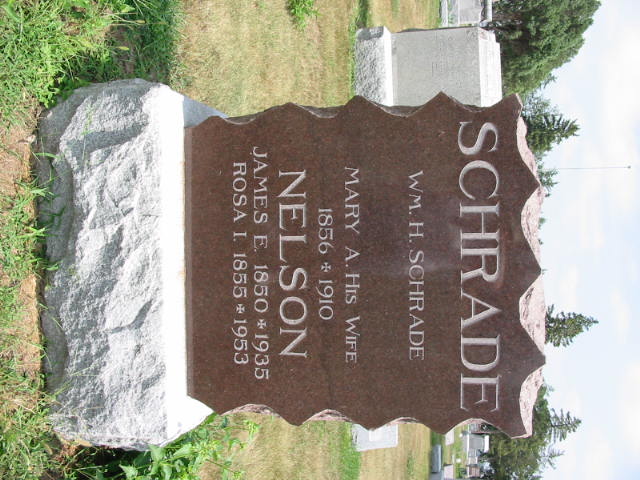 SCHRADE
WM. H. SCHRADE
MARY A. HIS WIFE
1856 + 1910
NELSON
JAMES E. 1850 + 1935
ROSA I. 1855 + 1953